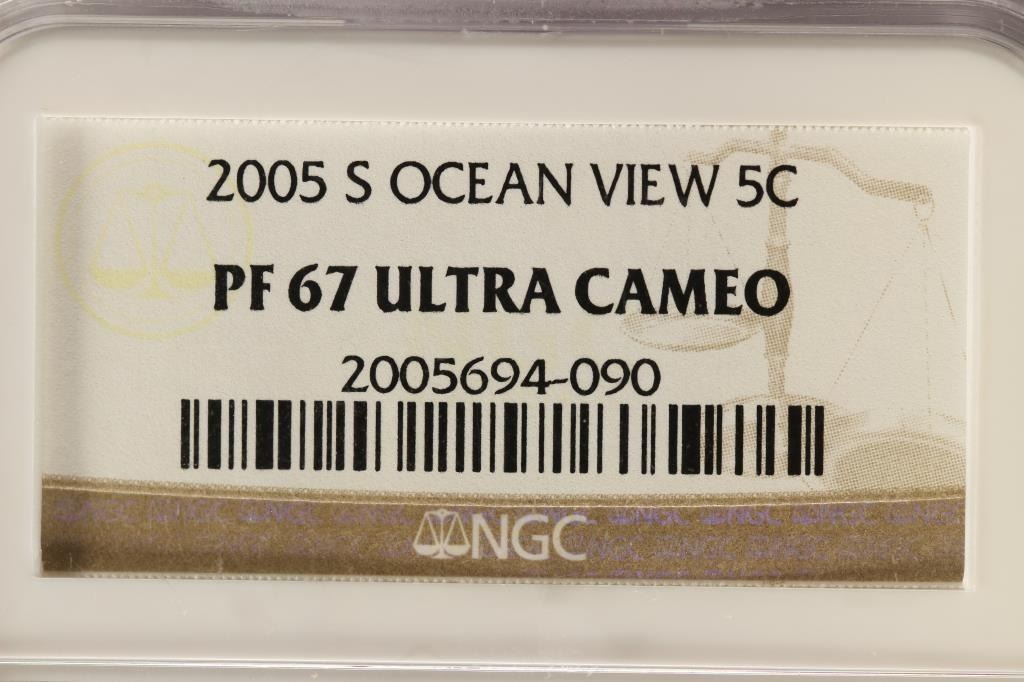 2005 S OCEAN VIEW 5C
PF 67 ULTRA CAMEO
2005694-090
NGC